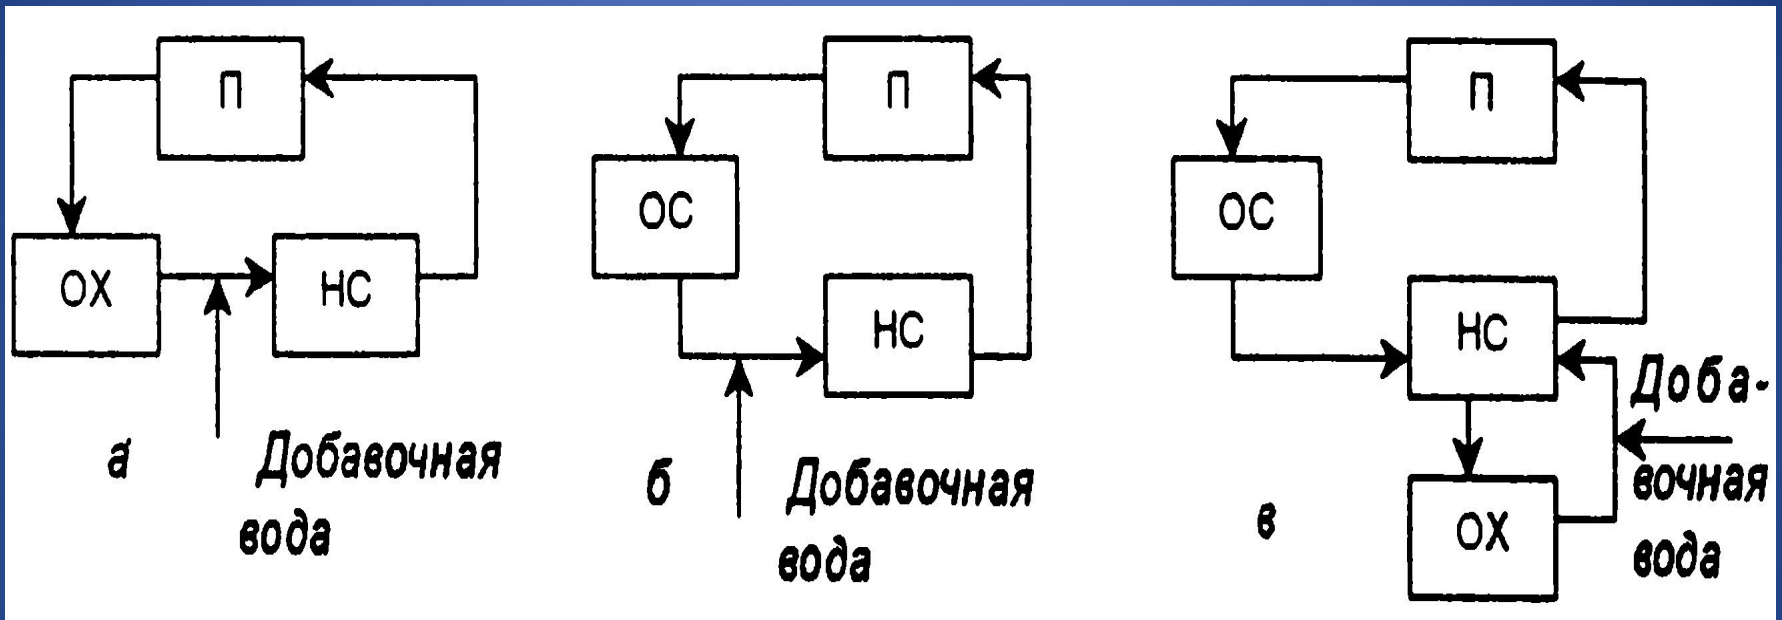 П
ОХ
НС
а
Добавочная
вода
П
ОС
НС
б
Добавочная
вода
П
ОС
НС
ОХ
в
Доба-
вочная
вода